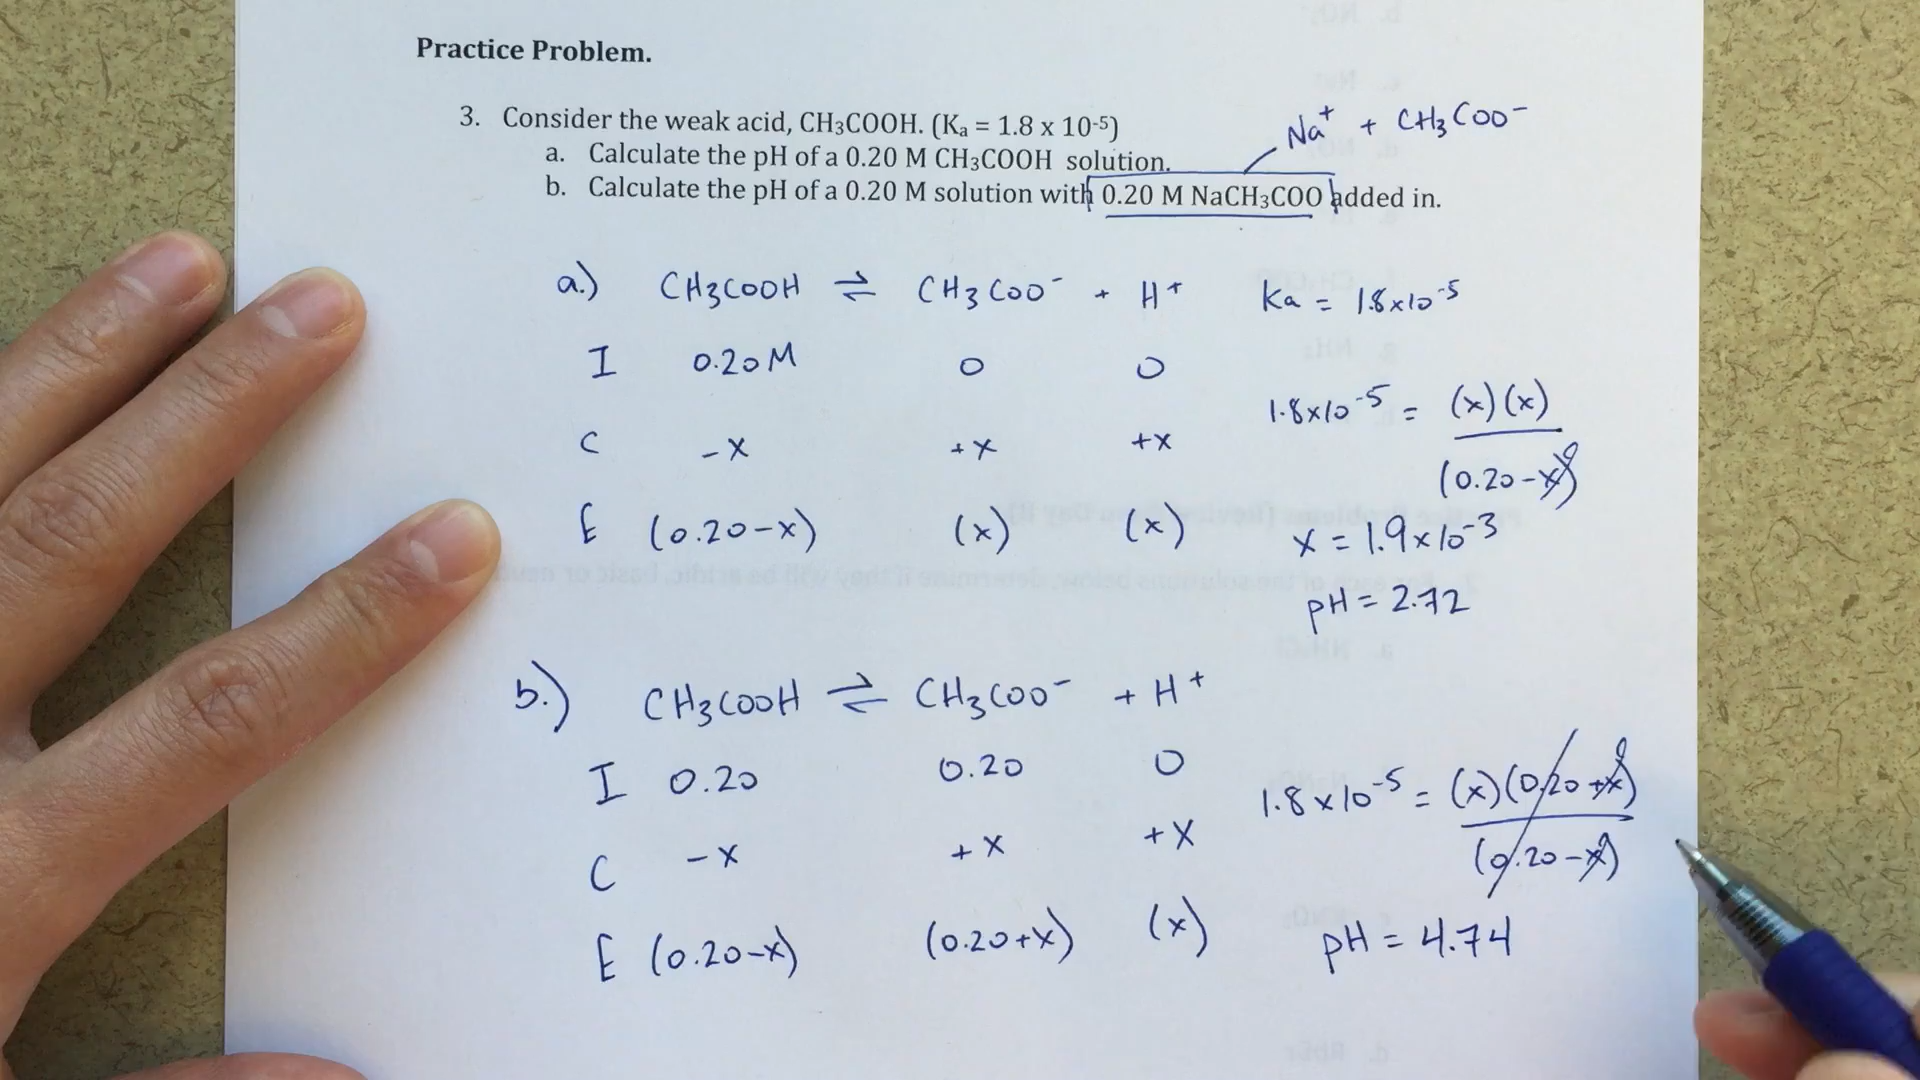 Practice Problem.
3. Consider the weak acid, CH3COOH. (Ka = 1.8 x 10-5)
Na+ + CH3COO-
a. Calculate the pH of a 0.20 M CH3COOH solution.
b. Calculate the pH of a 0.20 M solution with 0.20 M NaCH3COO added in.
a.) CH3COOH ⇌ CH3COO- + H+ Ka = 1.8x10-5
I 0.20M 0 0
1.8x10-5 = (x)(x)
(0.20-x)
C -x +x +x
E (0.20-x) (x) (x)
x = 1.9x10-3
pH = 2.72
b.) CH3COOH ⇌ CH3COO- + H+
I 0.20 0.20 0
1.8x10-5 = (x)(0.20+x)
(0.20-x)
C -x +x +x
E (0.20-x) (0.20+x) (x)
pH = 4.74